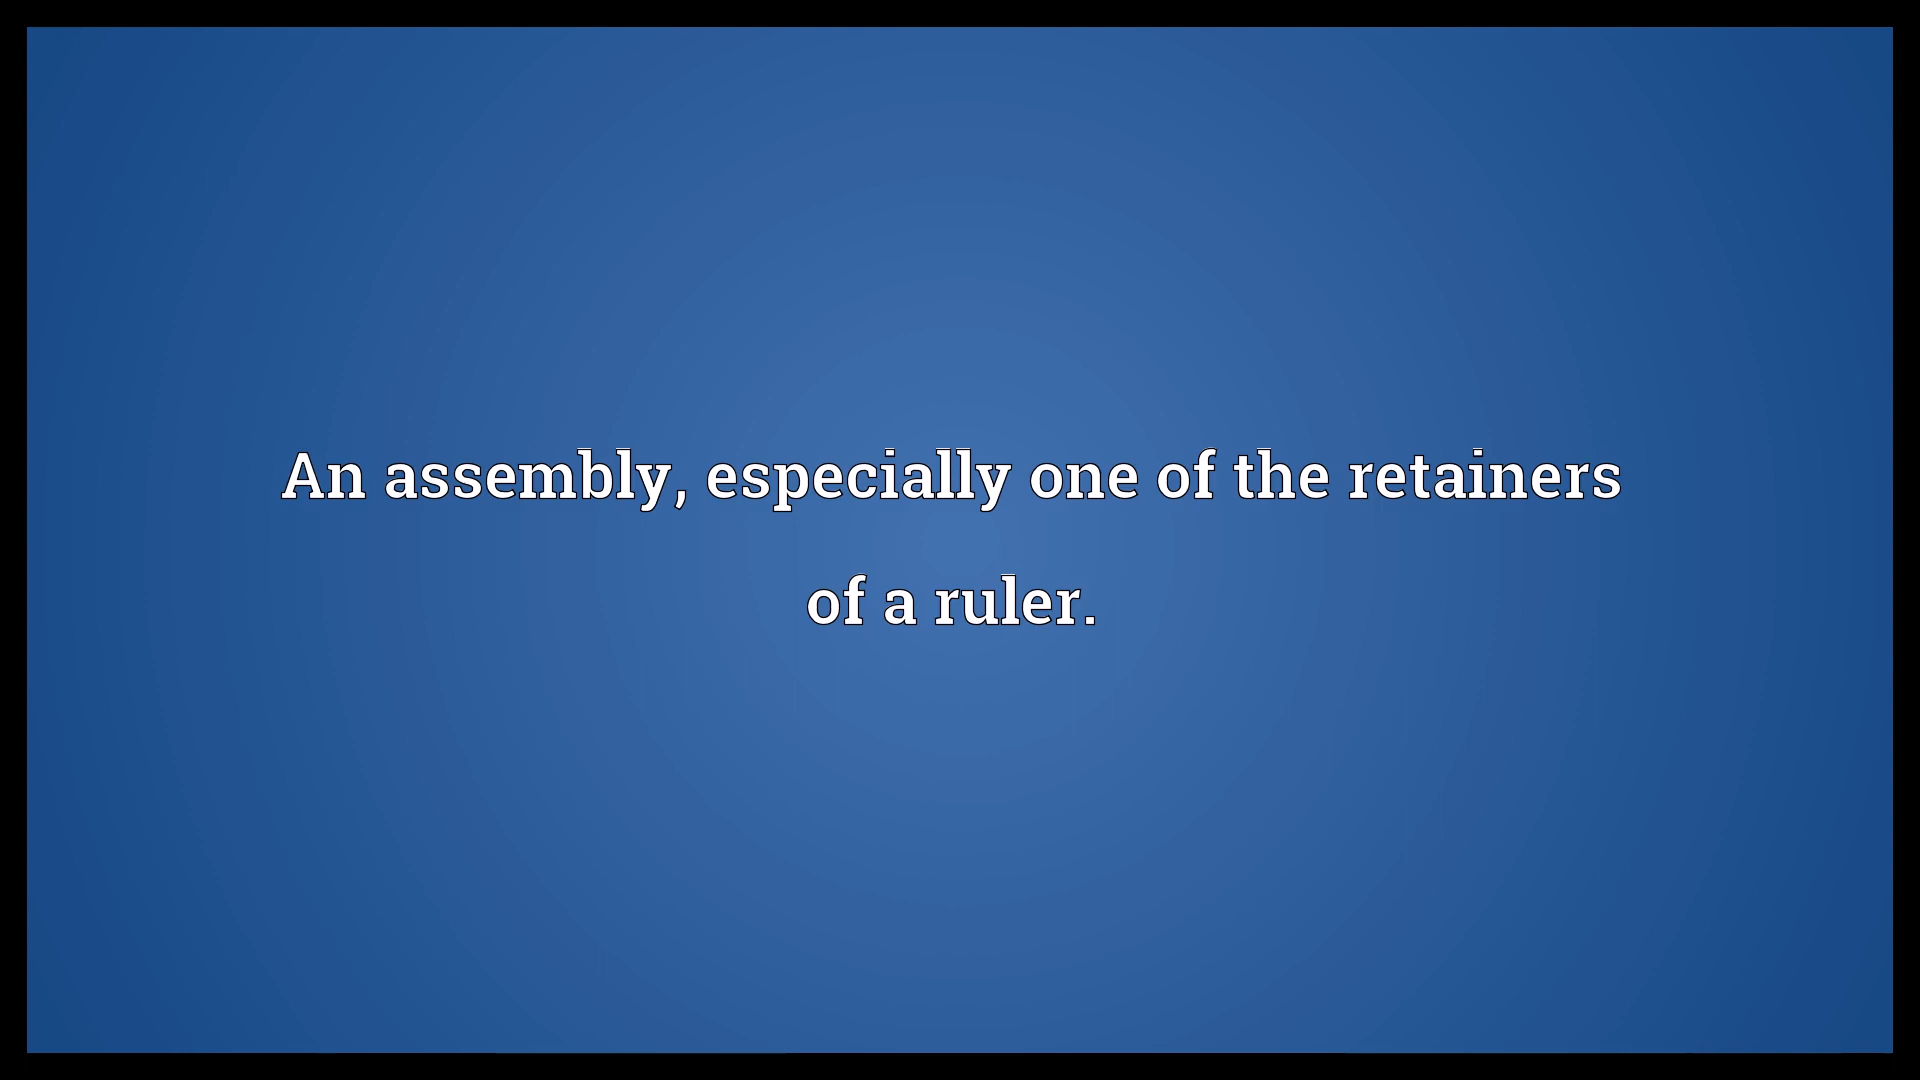 An assembly, especially one of the retainers
of a ruler.